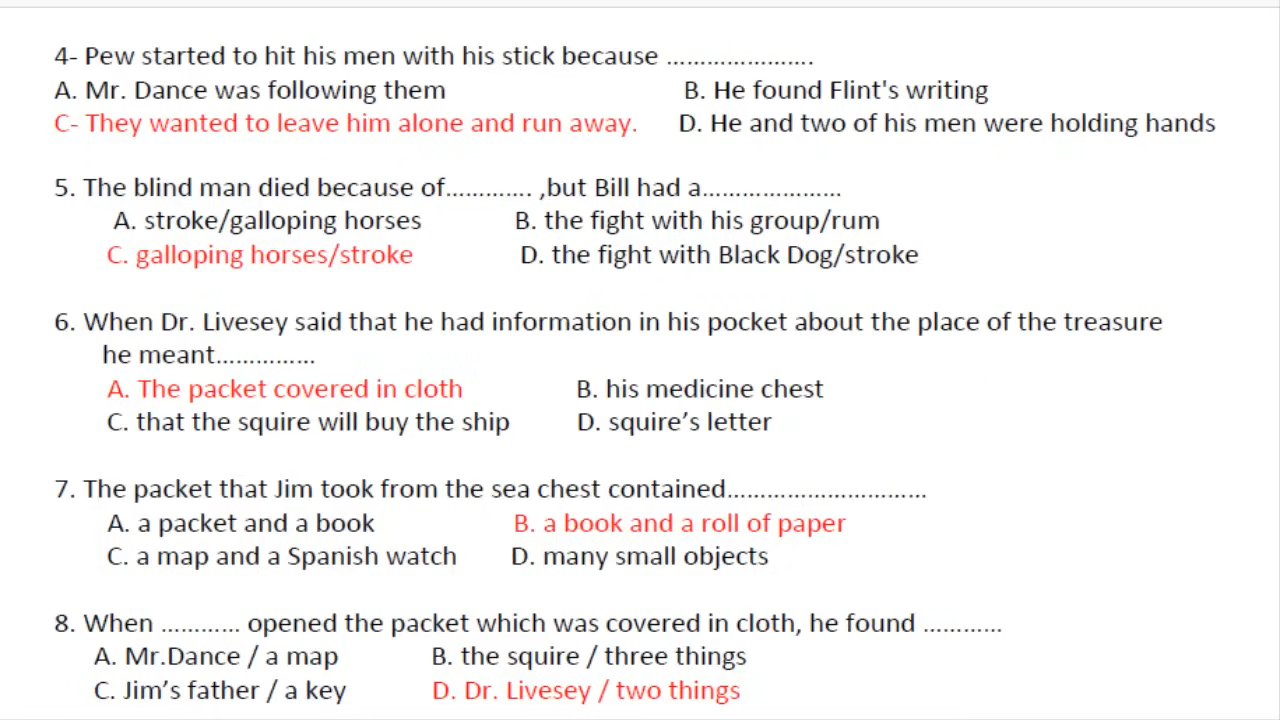 4- Pew started to hit his men with his stick because ………………….
A. Mr. Dance was following them B. He found Flint's writing
C- They wanted to leave him alone and run away. D. He and two of his men were holding hands
5. The blind man died because of…………. ,but Bill had a…………………
A. stroke/galloping horses B. the fight with his group/rum
C. galloping horses/stroke D. the fight with Black Dog/stroke
6. When Dr. Livesey said that he had information in his pocket about the place of the treasure
he meant……………
A. The packet covered in cloth B. his medicine chest
C. that the squire will buy the ship D. squire’s letter
7. The packet that Jim took from the sea chest contained…………………………
A. a packet and a book B. a book and a roll of paper
C. a map and a Spanish watch D. many small objects
8. When ………… opened the packet which was covered in cloth, he found …………
A. Mr.Dance / a map B. the squire / three things
C. Jim’s father / a key D. Dr. Livesey / two things